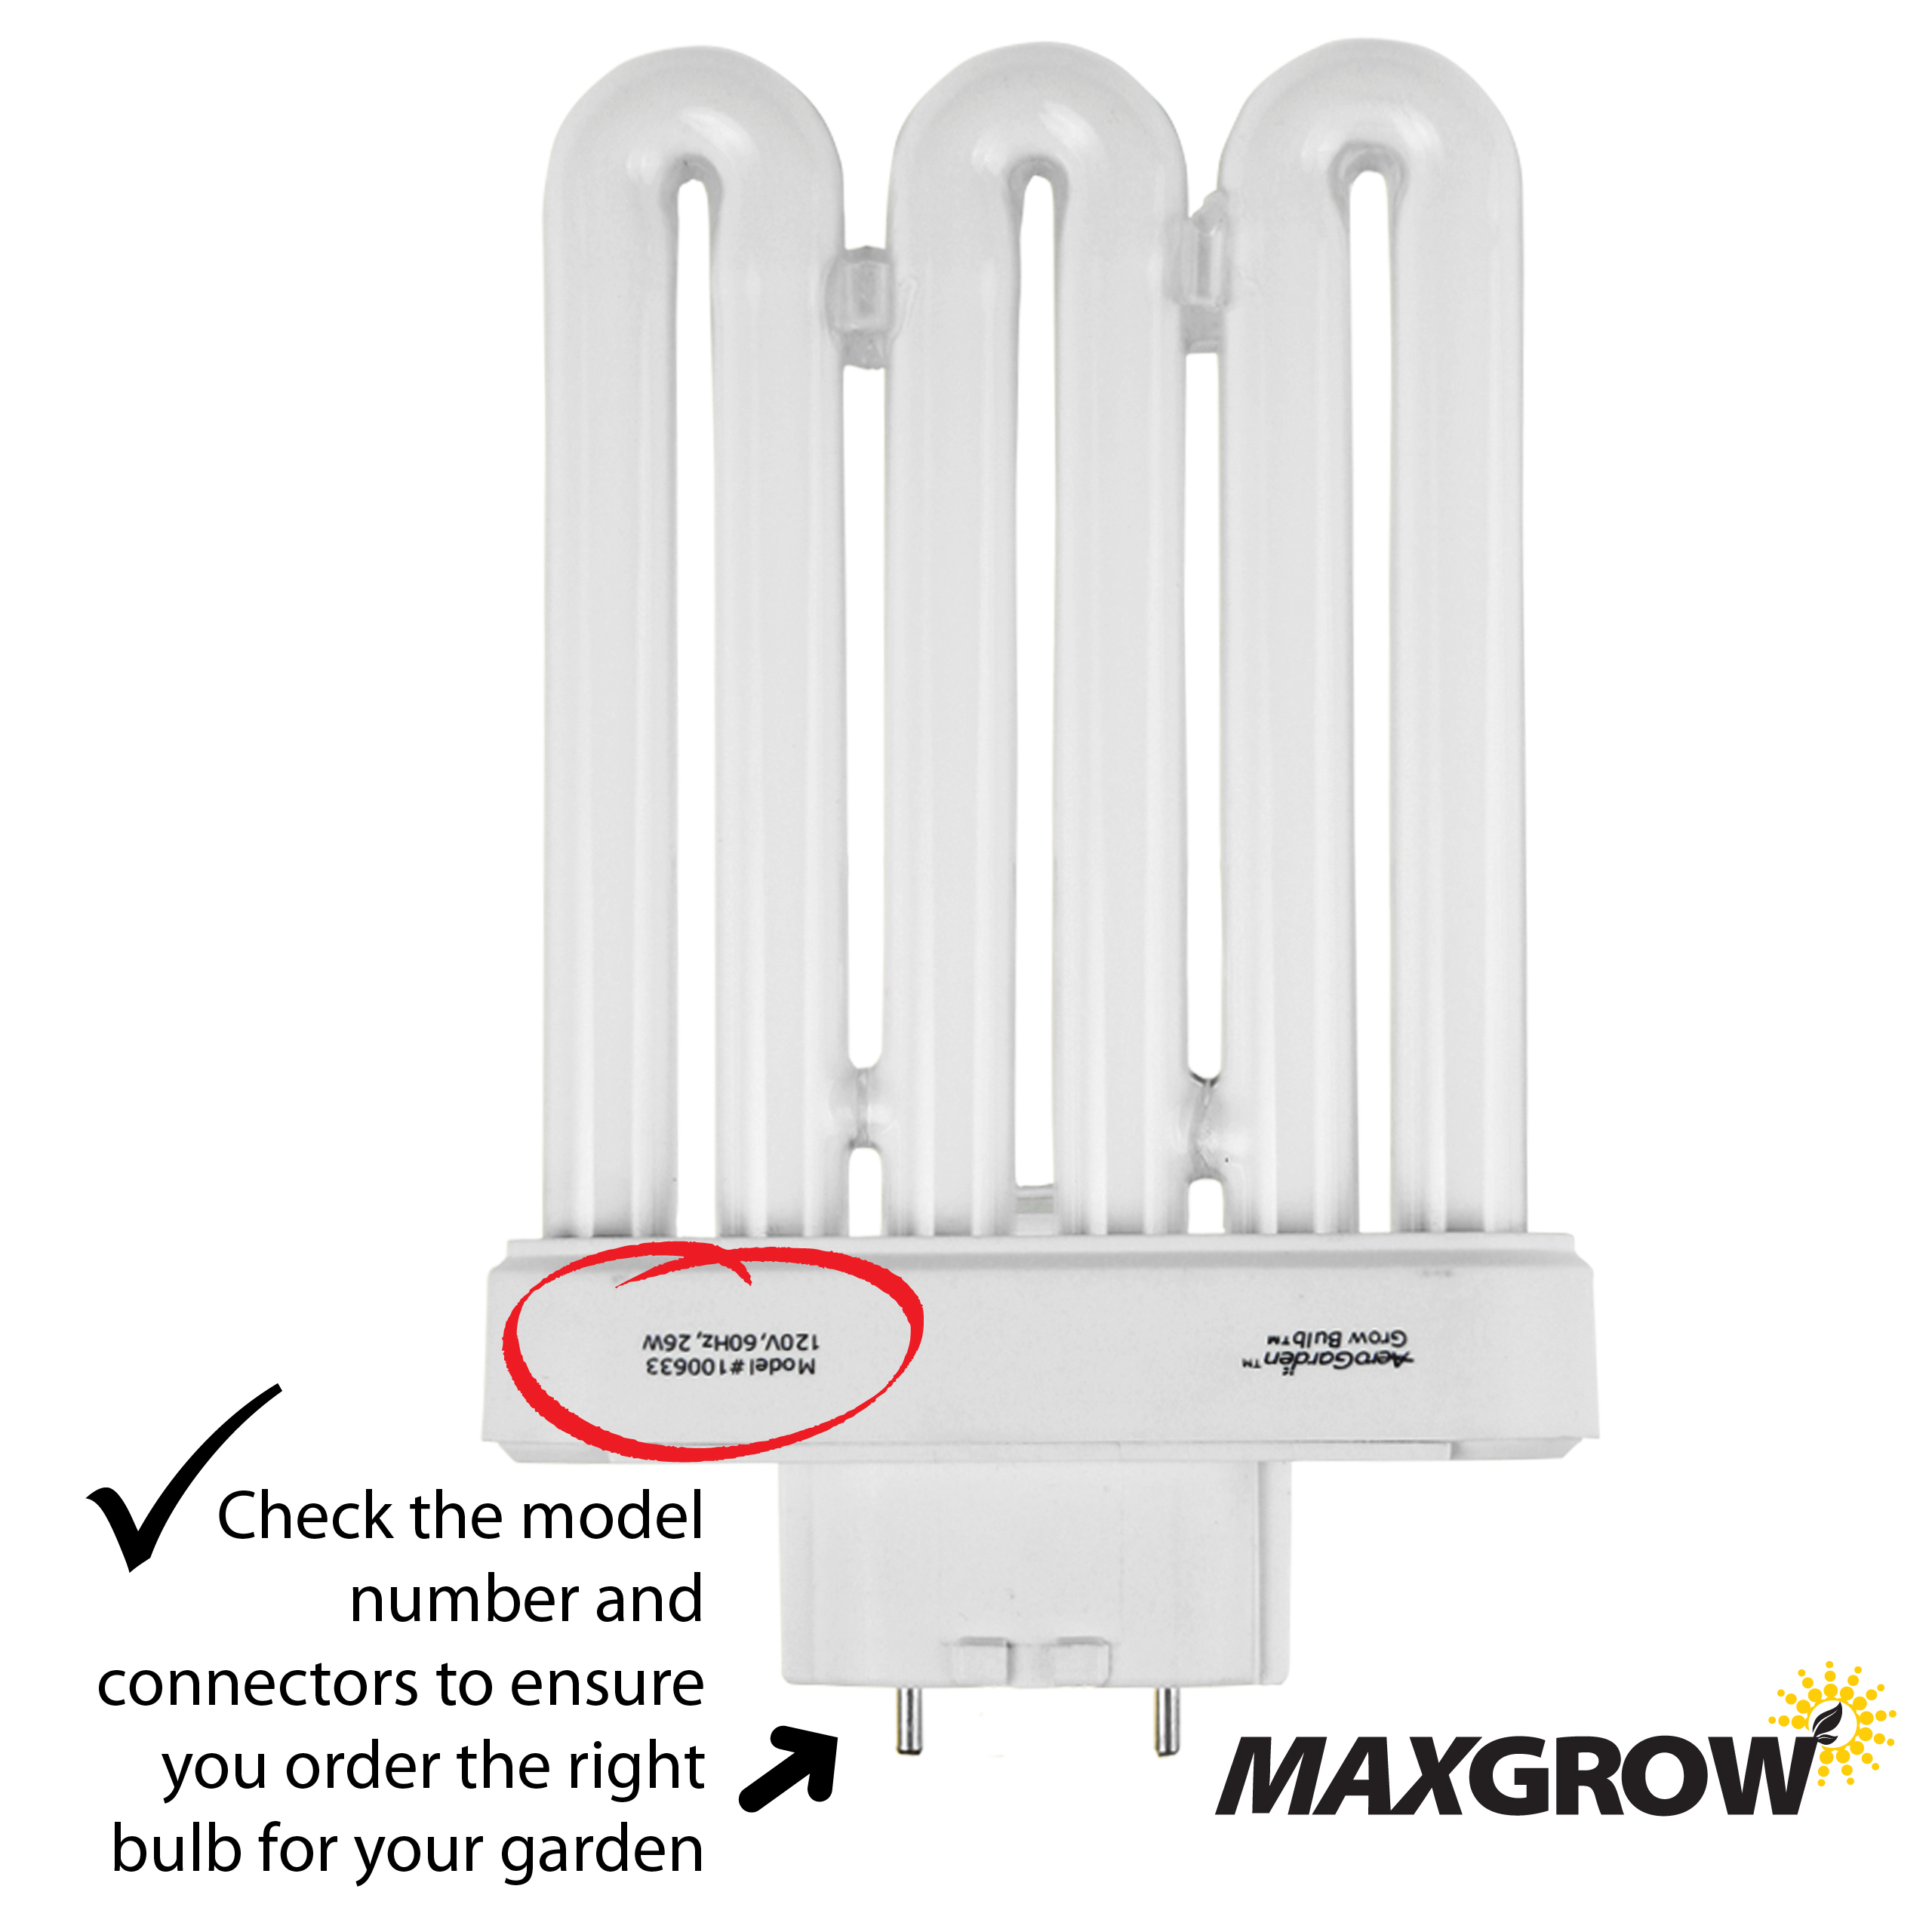 Model#100633
120V,60Hz, 26W
AeroGarden™
Grow Bulb™
Check the model
number and
connectors to ensure
you order the right
bulb for your garden
MAXGROW